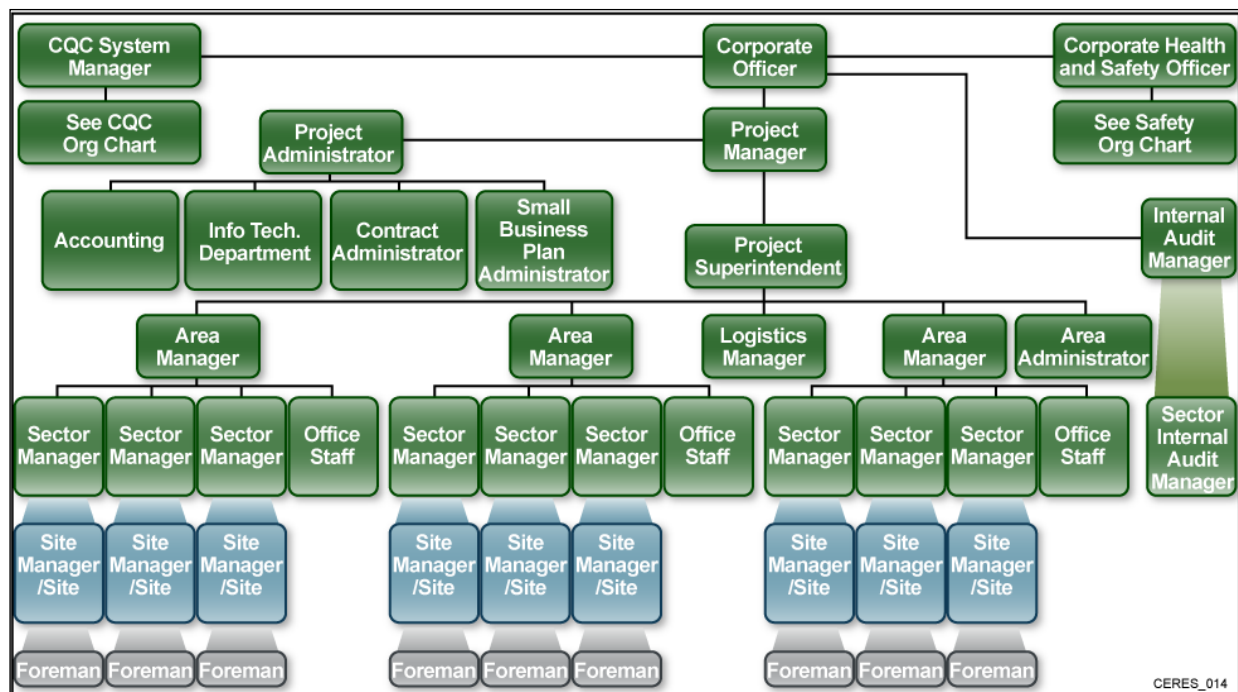 CQC System
Manager
Corporate
Officer
Corporate Health
and Safety Officer
See CQC
Org Chart
Project
Administrator
Project
Manager
See Safety
Org Chart
Accounting
Info Tech.
Department
Contract
Administrator
Small
Business
Plan
Administrator
Project
Superintendent
Internal
Audit
Manager
Area
Manager
Area
Manager
Logistics
Manager
Area
Manager
Area
Administrator
Sector
Manager
Sector
Manager
Sector
Manager
Office
Staff
Sector
Manager
Sector
Manager
Sector
Manager
Office
Staff
Sector
Manager
Sector
Manager
Sector
Manager
Office
Staff
Sector
Internal
Audit
Manager
Site
Manager
/Site
Site
Manager
/Site
Site
Manager
/Site
Site
Manager
/Site
Site
Manager
/Site
Site
Manager
/Site
Site
Manager
/Site
Site
Manager
/Site
Site
Manager
/Site
Foreman
Foreman
Foreman
Foreman
Foreman
Foreman
Foreman
Foreman
Foreman
CERES_014